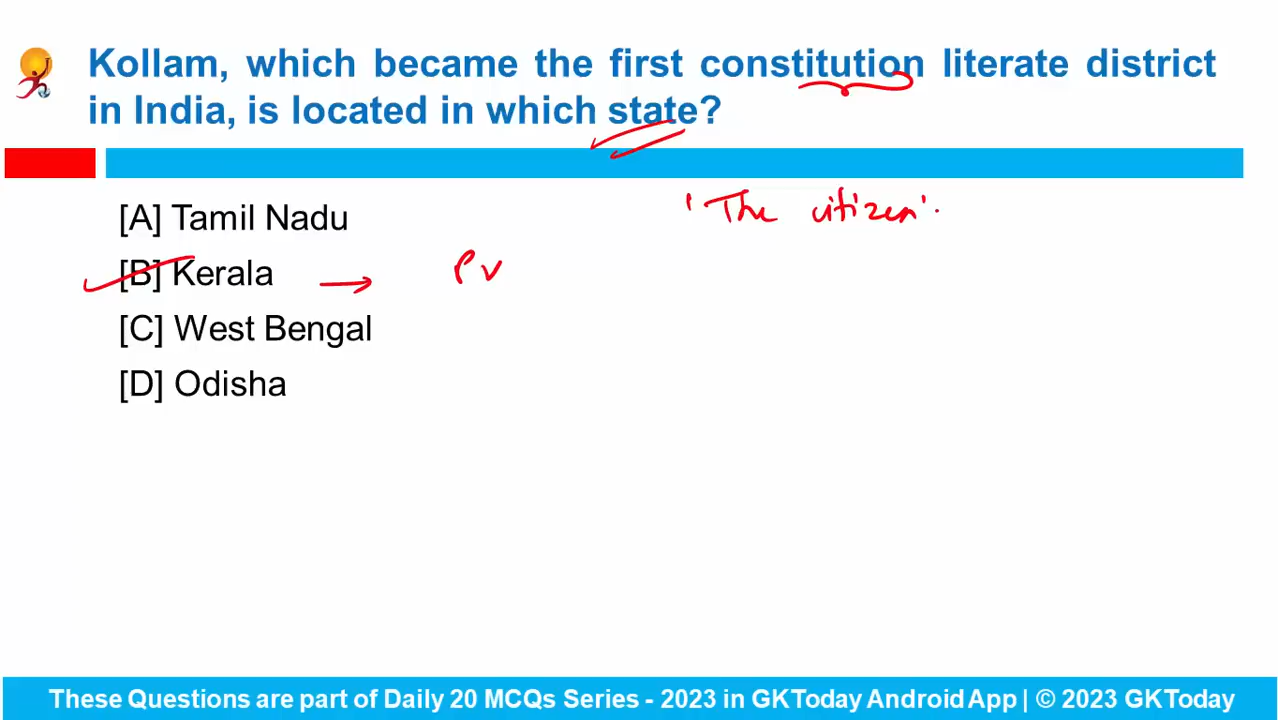 Kollam, which became the first constitution literate district
in India, is located in which state?
'The citizen'.
[A] Tamil Nadu
[B] Kerala → Pv
[C] West Bengal
[D] Odisha
These Questions are part of Daily 20 MCQs Series - 2023 in GKToday Android App | © 2023 GKToday